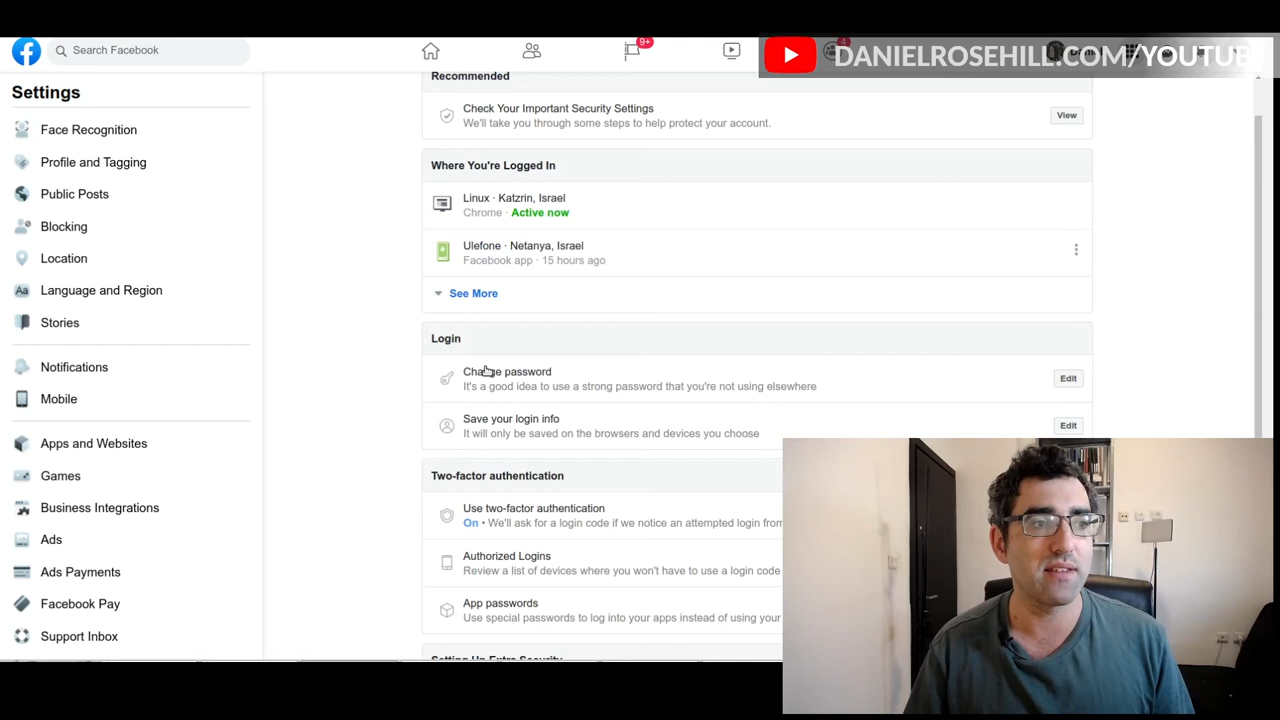 Search Facebook
9+
4
DANIELROSEHILL.COM/YOUTUB
Settings
Face Recognition
Profile and Tagging
Public Posts
Blocking
Location
Aa Language and Region
Stories
Notifications
Mobile
Apps and Websites
Games
Business Integrations
Ads
Ads Payments
Facebook Pay
Support Inbox
Recommended
Check Your Important Security Settings
We'll take you through some steps to help protect your account.
View
Where You're Logged In
Linux · Katzrin, Israel
Chrome · Active now
Ulefone · Netanya, Israel
Facebook app · 15 hours ago
See More
Login
Change password
It's a good idea to use a strong password that you're not using elsewhere
Edit
Save your login info
It will only be saved on the browsers and devices you choose
Edit
Two-factor authentication
Use two-factor authentication
On • We'll ask for a login code if we notice an attempted login from
Authorized Logins
Review a list of devices where you won't have to use a login code
App passwords
Use special passwords to log into your apps instead of using your
Setting Up Extra Security